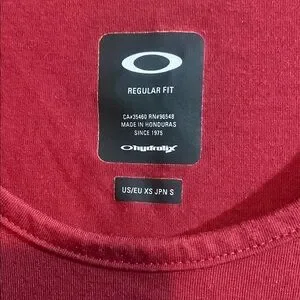 REGULAR FIT
CA#35460 RN#96548
MADE IN HONDURAS
SINCE 1975
hydrolix
US/EU XS JPN S